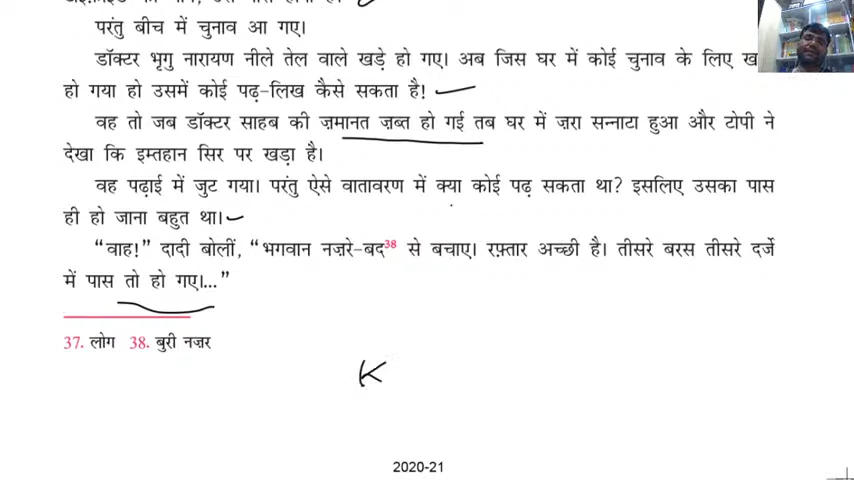 परंतु बीच में चुनाव आ गए।
डॉक्टर भृगु नारायण नीले तेल वाले खड़े हो गए। अब जिस घर में कोई चुनाव के लिए
हो गया हो उसमें कोई पढ़-लिख कैसे सकता है!
वह तो जब डॉक्टर साहब की ज़मानत ज़ब्त हो गई तब घर में ज़रा सन्नाटा हुआ और टोपी ने
देखा कि इम्तहान सिर पर खड़ा है।
वह पढ़ाई में जुट गया। परंतु ऐसे वातावरण में क्या कोई पढ़ सकता था? इसलिए उसका पास
ही हो जाना बहुत था।
“वाह!” दादी बोलीं, “भगवान नज़रे-बद38 से बचाए। रफ़्तार अच्छी है। तीसरे बरस तीसरे दर्जे
में पास तो हो गए।...”
37. लोग 38. बुरी नज़र
K
2020-21